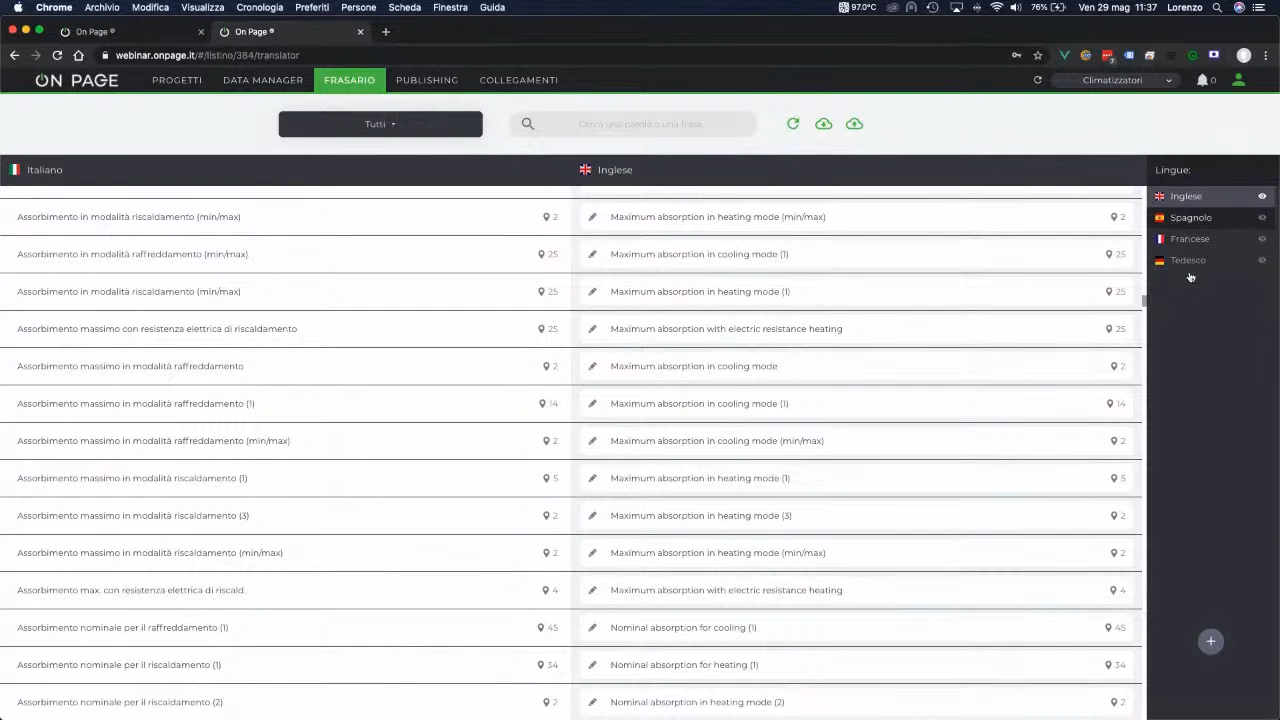 Chrome Archivio Modifica Visualizza Cronologia Preferiti Persone Scheda Finestra Guida 97.0°C 76% Ven 29 mag 11:37 Lorenzo
On Page ® On Page ®
webinar.onpage.it/#/listino/384/translator
ON PAGE PROGETTI DATA MANAGER FRASARIO PUBLISHING COLLEGAMENTI Climatizzatori 0
Tutti Cerca una parola o una frase
Italiano Inglese Lingue:
Assorbimento in modalità riscaldamento (min/max) 2 Maximum absorption in heating mode (min/max) 2 Inglese
Spagnolo
Assorbimento in modalità raffreddamento (min/max) 25 Maximum absorption in cooling mode (1) 25 Francese
Tedesco
Assorbimento in modalità riscaldamento (min/max) 25 Maximum absorption in heating mode (1) 25
Assorbimento massimo con resistenza elettrica di riscaldamento 25 Maximum absorption with electric resistance heating 25
Assorbimento massimo in modalità raffreddamento 2 Maximum absorption in cooling mode 2
Assorbimento massimo in modalità raffreddamento (1) 14 Maximum absorption in cooling mode (1) 14
Assorbimento massimo in modalità raffreddamento (min/max) 2 Maximum absorption in cooling mode (min/max) 2
Assorbimento massimo in modalità riscaldamento (1) 5 Maximum absorption in heating mode (1) 5
Assorbimento massimo in modalità riscaldamento (3) 2 Maximum absorption in heating mode (3) 2
Assorbimento massimo in modalità riscaldamento (min/max) 2 Maximum absorption in heating mode (min/max) 2
Assorbimento max. con resistenza elettrica di riscald. 4 Maximum absorption with electric resistance heating 4
Assorbimento nominale per il raffreddamento (1) 45 Nominal absorption for cooling (1) 45
Assorbimento nominale per il riscaldamento (1) 34 Nominal absorption for heating (1) 34
Assorbimento nominale per il riscaldamento (2) 2 Nominal absorption in heating mode (2) 2